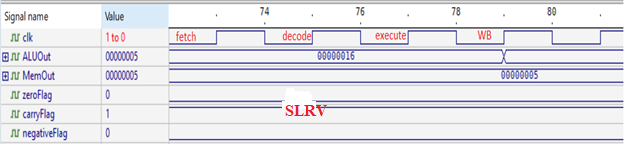 Signal name Value 74 76 78 80
clk 1 to 0 fetch decode execute WB
ALUOut 00000005 00000016
MemOut 00000005 00000005
zeroFlag 0
carryFlag 1 SLRV
negativeFlag 0